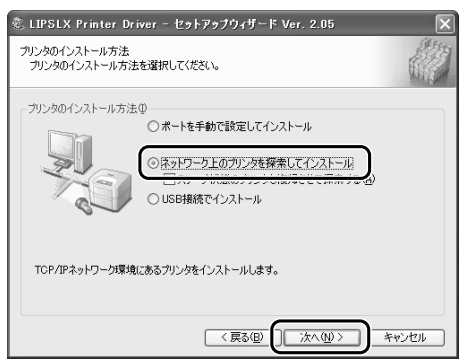 LIPSLX Printer Driver - セットアップウィザード Ver. 2.05
プリンタのインストール方法
プリンタのインストール方法を選択してください。
プリンタのインストール方法(I)
ポートを手動で設定してインストール
ネットワーク上のプリンタを探索してインストール
USB接続でインストール
TCP/IPネットワーク環境にあるプリンタをインストールします。
< 戻る(B)
次へ(N) >
キャンセル